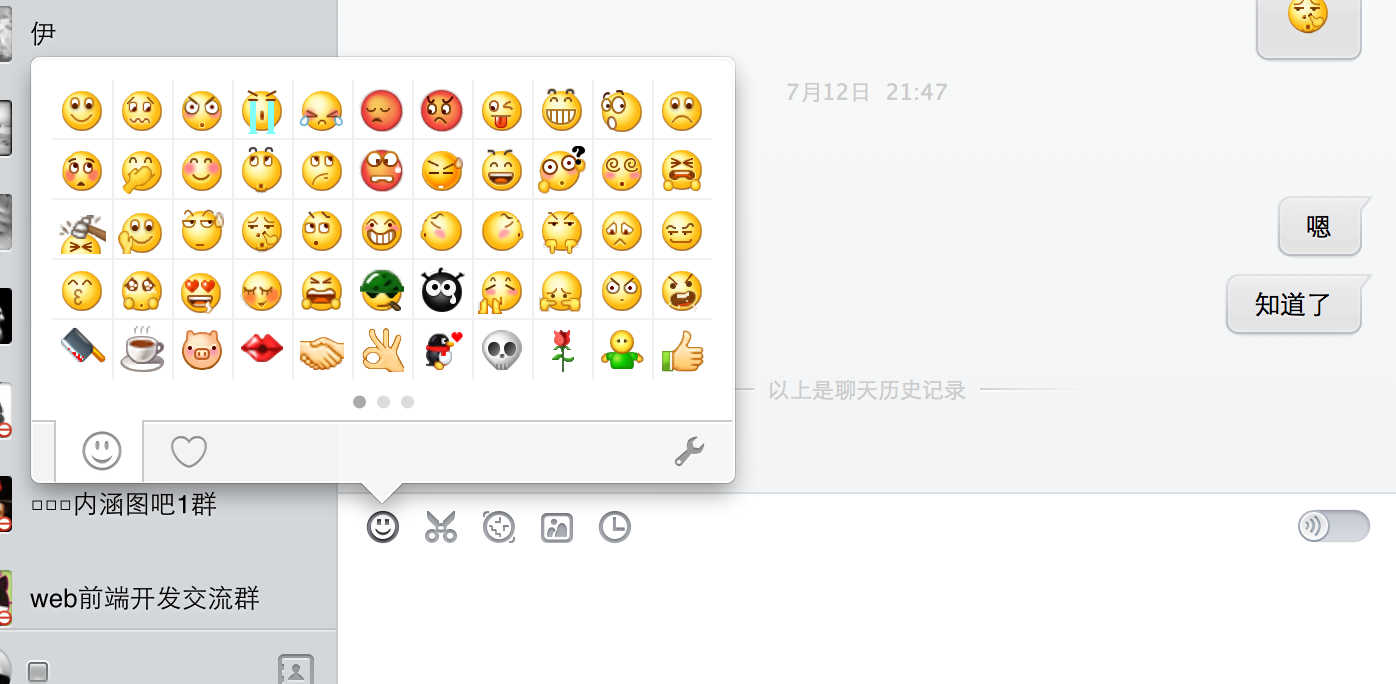 伊
7月12日 21:47
嗯
知道了
以上是聊天历史记录
□□□内涵图吧1群
web前端开发交流群